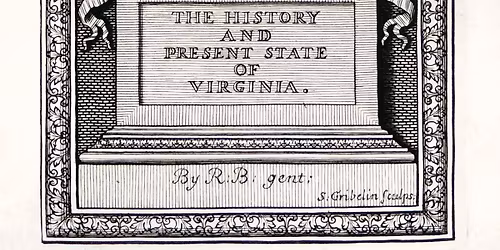 THE HISTORY
AND
PRESENT STATE
OF
VIRGINIA.
By R: B: gent:
S. Gribelin sculps.